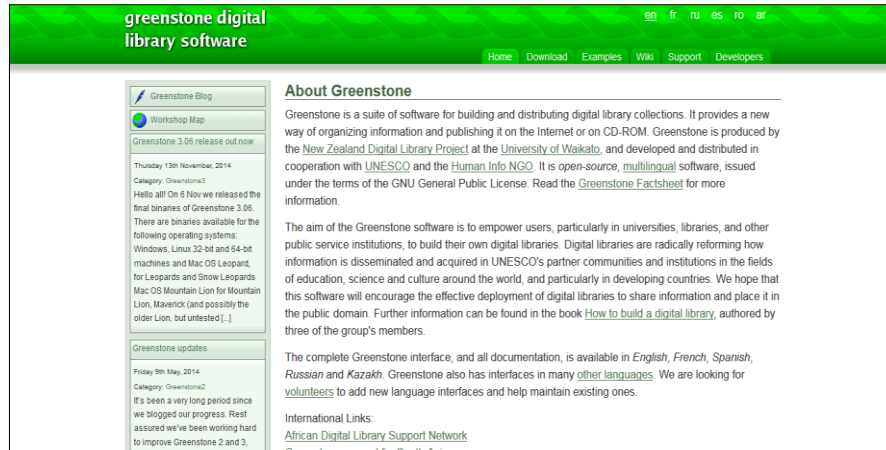 greenstone digital
library software
en fr ru es ro ar
Home Download Examples Wiki Support Developers
Greenstone Blog
Workshop Map
Greenstone 3.06 release out now
Thursday 13th November, 2014
Category: Greenstone3
Hello all! On 6 Nov we released the
final binaries of Greenstone 3.06.
There are binaries available for the
following operating systems:
Windows, Linux 32-bit and 64-bit
machines and Mac OS Leopard,
for Leopards and Snow Leopards
Mac OS Mountain Lion for Mountain
Lion, Maverick (and possibly the
older Lion, but untested [...]
Greenstone updates
Friday 9th May, 2014
Category: Greenstone2
It's been a very long period since
we blogged our progress. Rest
assured we've been working hard
to improve Greenstone 2 and 3,
About Greenstone
Greenstone is a suite of software for building and distributing digital library collections. It provides a new
way of organizing information and publishing it on the Internet or on CD-ROM. Greenstone is produced by
the New Zealand Digital Library Project at the University of Waikato, and developed and distributed in
cooperation with UNESCO and the Human Info NGO. It is open-source, multilingual software, issued
under the terms of the GNU General Public License. Read the Greenstone Factsheet for more
information.
The aim of the Greenstone software is to empower users, particularly in universities, libraries, and other
public service institutions, to build their own digital libraries. Digital libraries are radically reforming how
information is disseminated and acquired in UNESCO's partner communities and institutions in the fields
of education, science and culture around the world, and particularly in developing countries. We hope that
this software will encourage the effective deployment of digital libraries to share information and place it in
the public domain. Further information can be found in the book How to build a digital library, authored by
three of the group's members.
The complete Greenstone interface, and all documentation, is available in English, French, Spanish,
Russian and Kazakh. Greenstone also has interfaces in many other languages. We are looking for
volunteers to add new language interfaces and help maintain existing ones.
International Links:
African Digital Library Support Network